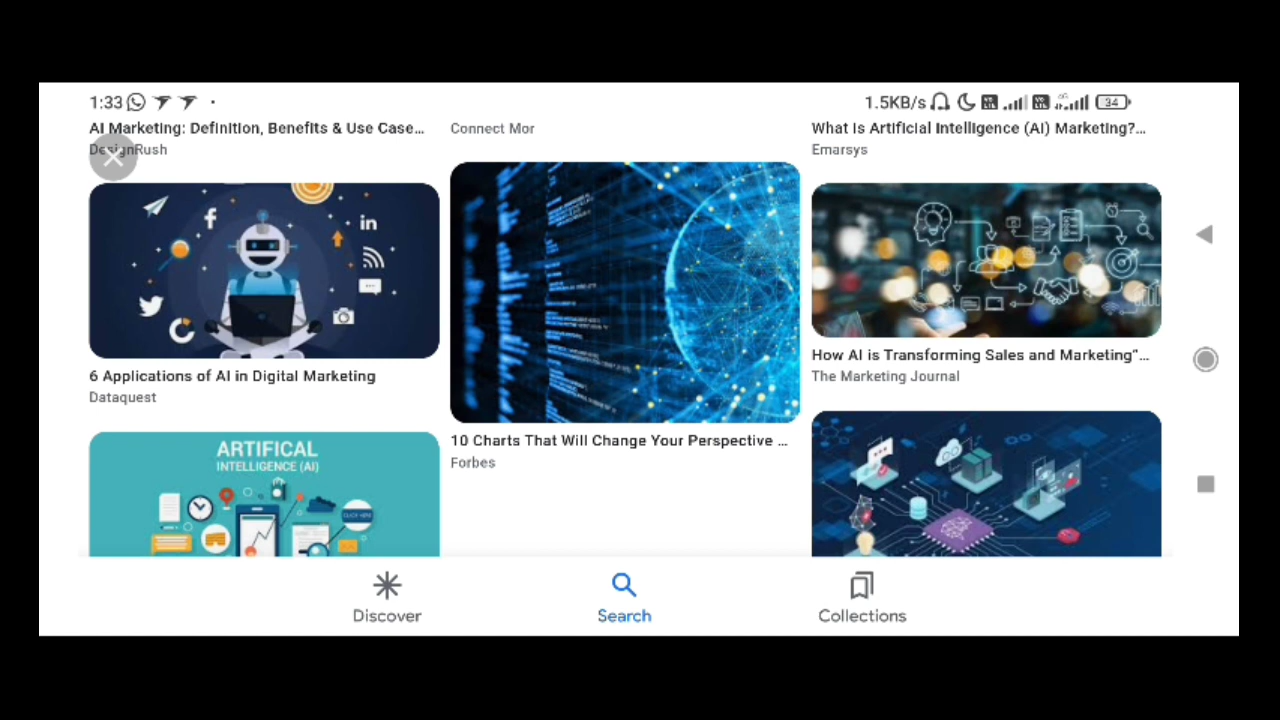 1:33
1.5KB/s
34
AI Marketing: Definition, Benefits & Use Case...
DesignRush
Connect Mor
What Is Artificial Intelligence (AI) Marketing?...
Emarsys
6 Applications of AI in Digital Marketing
Dataquest
10 Charts That Will Change Your Perspective ...
Forbes
How AI is Transforming Sales and Marketing"...
The Marketing Journal
ARTIFICAL
INTELLIGENCE (AI)
Discover
Search
Collections